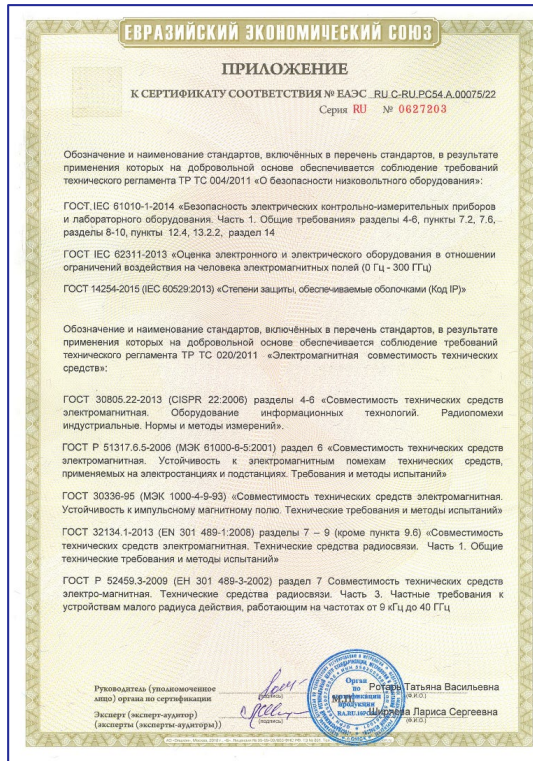 ЕВРАЗИЙСКИЙ ЭКОНОМИЧЕСКИЙ СОЮЗ
ПРИЛОЖЕНИЕ
К СЕРТИФИКАТУ СООТВЕТСТВИЯ № ЕАЭС RU C-RU.PC54.A.00075/22
Серия RU № 0627203
Обозначение и наименование стандартов, включённых в перечень стандартов, в результате
применения которых на добровольной основе обеспечивается соблюдение требований
технического регламента ТР ТС 004/2011 «О безопасности низковольтного оборудования»:
ГОСТ IEC 61010-1-2014 «Безопасность электрических контрольно-измерительных приборов
и лабораторного оборудования. Часть 1. Общие требования» разделы 4-6, пункты 7.2, 7.6,
разделы 8-10, пункты 12.4, 13.2.2, раздел 14
ГОСТ IEC 62311-2013 «Оценка электронного и электрического оборудования в отношении
ограничений воздействия на человека электромагнитных полей (0 Гц - 300 ГГц)
ГОСТ 14254-2015 (IEC 60529:2013) «Степени защиты, обеспечиваемые оболочками (Код IP)»
Обозначение и наименование стандартов, включённых в перечень стандартов, в результате
применения которых на добровольной основе обеспечивается соблюдение требований
технического регламента ТР ТС 020/2011 «Электромагнитная совместимость технических
средств»:
ГОСТ 30805.22-2013 (CISPR 22:2006) разделы 4-6 «Совместимость технических средств
электромагнитная. Оборудование информационных технологий. Радиопомехи
индустриальные. Нормы и методы измерений».
ГОСТ Р 51317.6.5-2006 (МЭК 61000-6-5:2001) раздел 6 «Совместимость технических средств
электромагнитная. Устойчивость к электромагнитным помехам технических средств,
применяемых на электростанциях и подстанциях. Требования и методы испытаний»
ГОСТ 30336-95 (МЭК 1000-4-9-93) «Совместимость технических средств электромагнитная.
Устойчивость к импульсному магнитному полю. Технические требования и методы испытаний»
ГОСТ 32134.1-2013 (EN 301 489-1:2008) разделы 7 – 9 (кроме пункта 9.6) «Совместимость
технических средств электромагнитная. Технические средства радиосвязи. Часть 1. Общие
технические требования и методы испытаний»
ГОСТ Р 52459.3-2009 (ЕН 301 489-3-2002) раздел 7 Совместимость технических средств
электро-магнитная. Технические средства радиосвязи. Часть 3. Частные требования к
устройствам малого радиуса действия, работающим на частотах от 9 кГц до 40 ГГц
Руководитель (уполномоченное
лицо) органа по сертификации
(подпись)
Ротарь Татьяна Васильевна
(Ф.И.О.)
Эксперт (эксперт-аудитор)
(эксперты (эксперты-аудиторы))
(подпись)
Ширяева Лариса Сергеевна
(Ф.И.О.)
Орган
по
сертификации
продукции
М.П.